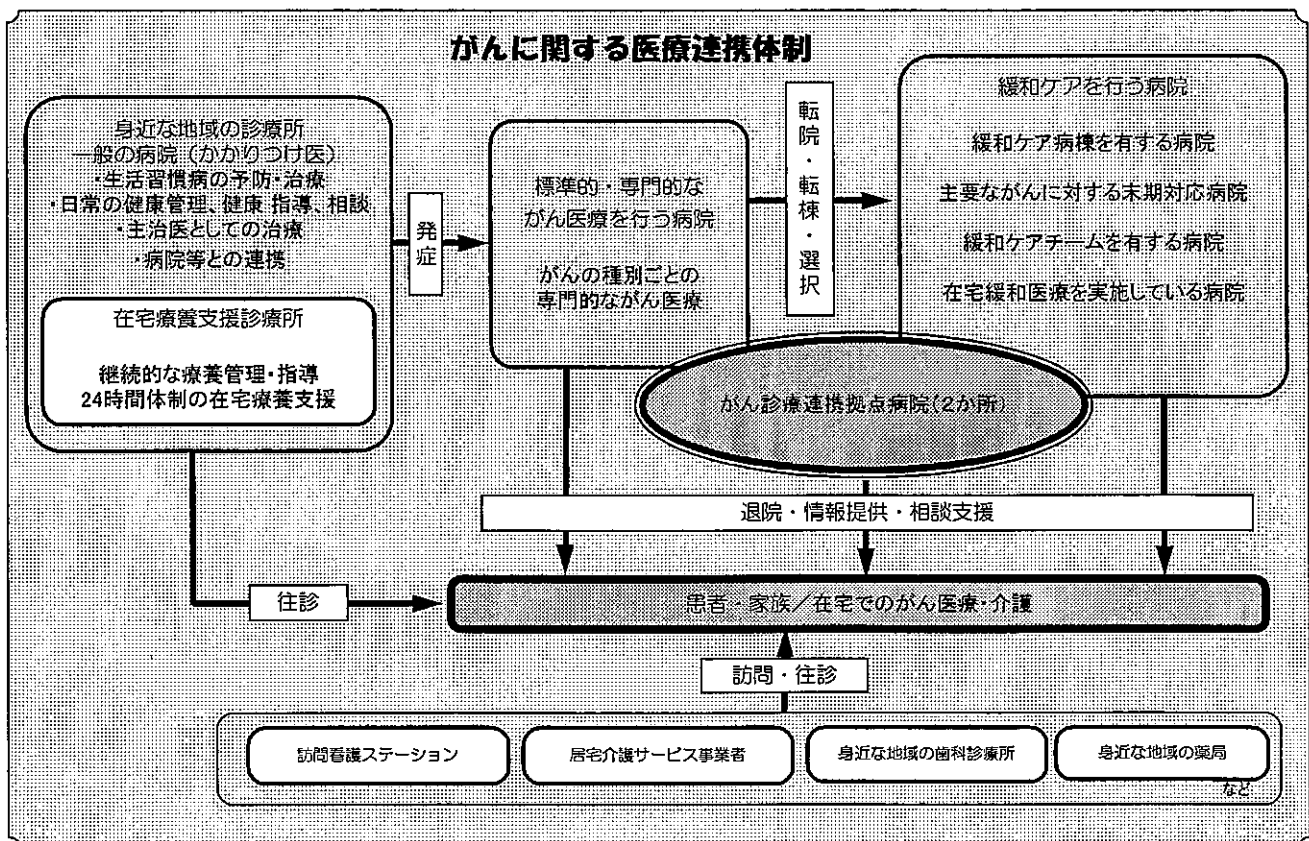 がんに関する医療連携体制
身近な地域の診療所
一般の病院（かかりつけ医）
・生活習慣病の予防・治療
・日常の健康管理、健康 指導、相談
・主治医としての治療
・病院等との連携
在宅療養支援診療所
継続的な療養管理・指導
24時間体制の在宅療養支援
発症
標準的・専門的な
がん医療を行う病院
がんの種別ごとの
専門的ながん医療
転院・転棟・選択
緩和ケアを行う病院
緩和ケア病棟を有する病院
主要ながんに対する末期対応病院
緩和ケアチームを有する病院
在宅緩和医療を実施している病院
がん診療連携拠点病院（2か所）
退院・情報提供・相談支援
往診
患者・家族／在宅でのがん医療・介護
訪問・往診
訪問看護ステーション
居宅介護サービス事業者
身近な地域の歯科診療所
身近な地域の薬局
など